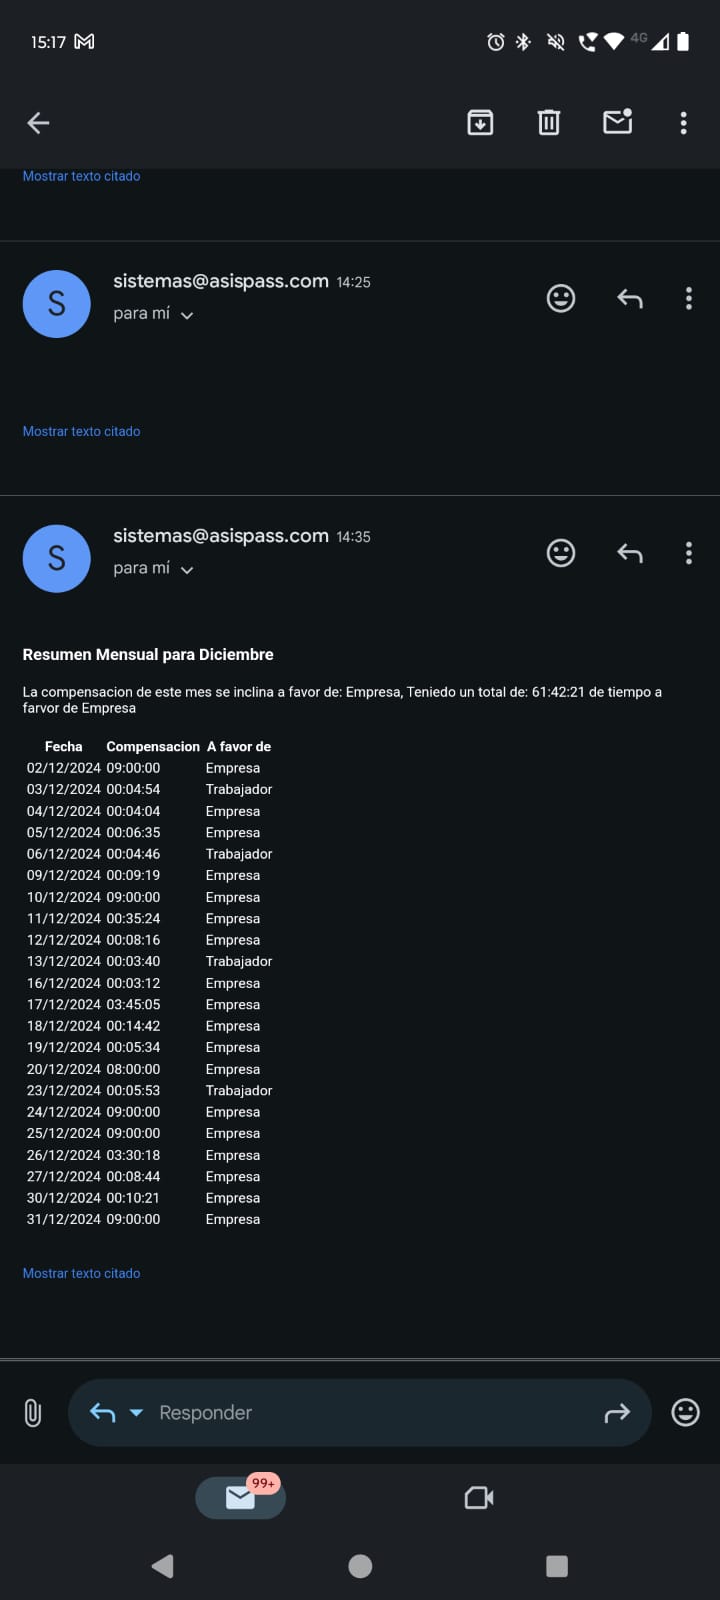 15:17
4G
Mostrar texto citado
S
sistemas@asispass.com 14:25
para mí
Mostrar texto citado
S
sistemas@asispass.com 14:35
para mí
Resumen Mensual para Diciembre
La compensacion de este mes se inclina a favor de: Empresa, Teniedo un total de: 61:42:21 de tiempo a
farvor de Empresa
Fecha Compensacion A favor de
02/12/2024 09:00:00 Empresa
03/12/2024 00:04:54 Trabajador
04/12/2024 00:04:04 Empresa
05/12/2024 00:06:35 Empresa
06/12/2024 00:04:46 Trabajador
09/12/2024 00:09:19 Empresa
10/12/2024 09:00:00 Empresa
11/12/2024 00:35:24 Empresa
12/12/2024 00:08:16 Empresa
13/12/2024 00:03:40 Trabajador
16/12/2024 00:03:12 Empresa
17/12/2024 03:45:05 Empresa
18/12/2024 00:14:42 Empresa
19/12/2024 00:05:34 Empresa
20/12/2024 08:00:00 Empresa
23/12/2024 00:05:53 Trabajador
24/12/2024 09:00:00 Empresa
25/12/2024 09:00:00 Empresa
26/12/2024 03:30:18 Empresa
27/12/2024 00:08:44 Empresa
30/12/2024 00:10:21 Empresa
31/12/2024 09:00:00 Empresa
Mostrar texto citado
Responder
99+